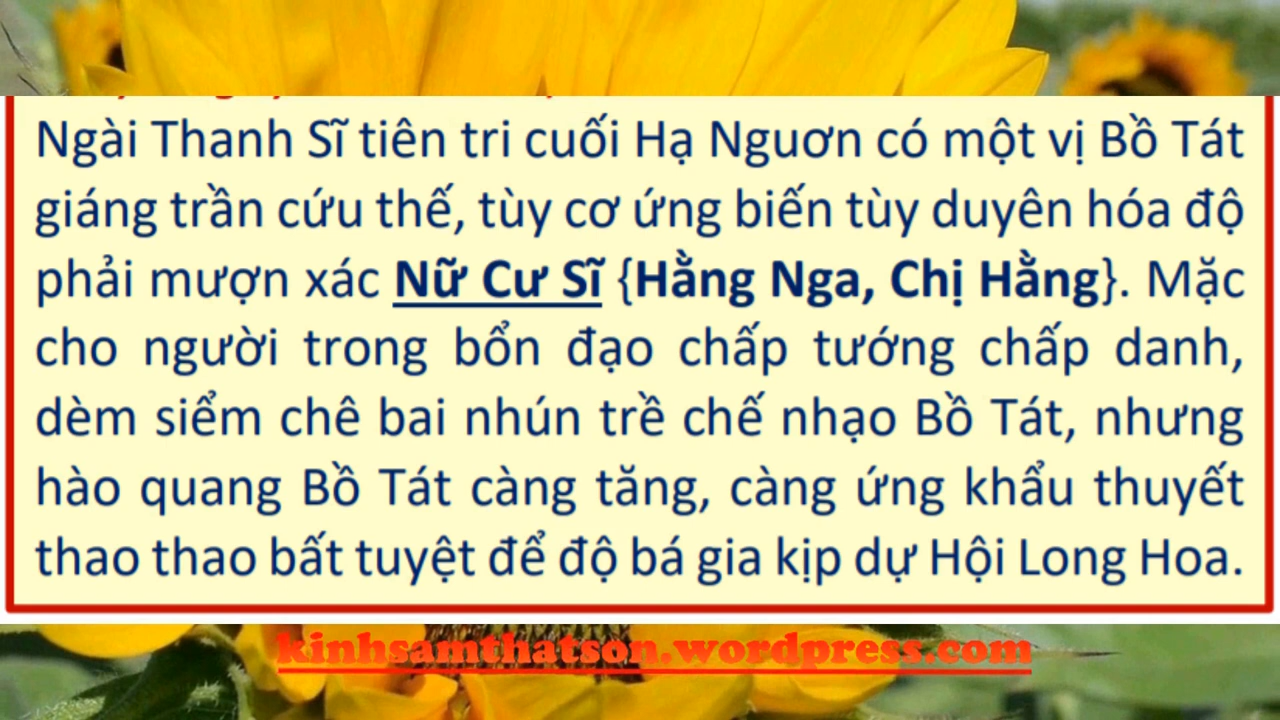 Ngài Thanh Sĩ tiên tri cuối Hạ Nguơn có một vị Bồ Tát
giáng trần cứu thế, tùy cơ ứng biến tùy duyên hóa độ
phải mượn xác Nữ Cư Sĩ {Hằng Nga, Chị Hằng}. Mặc
cho người trong bổn đạo chấp tướng chấp danh,
dèm siểm chê bai nhún trề chế nhạo Bồ Tát, nhưng
hào quang Bồ Tát càng tăng, càng ứng khẩu thuyết
thao thao bất tuyệt để độ bá gia kịp dự Hội Long Hoa.
kinhsamthatson.wordpress.com